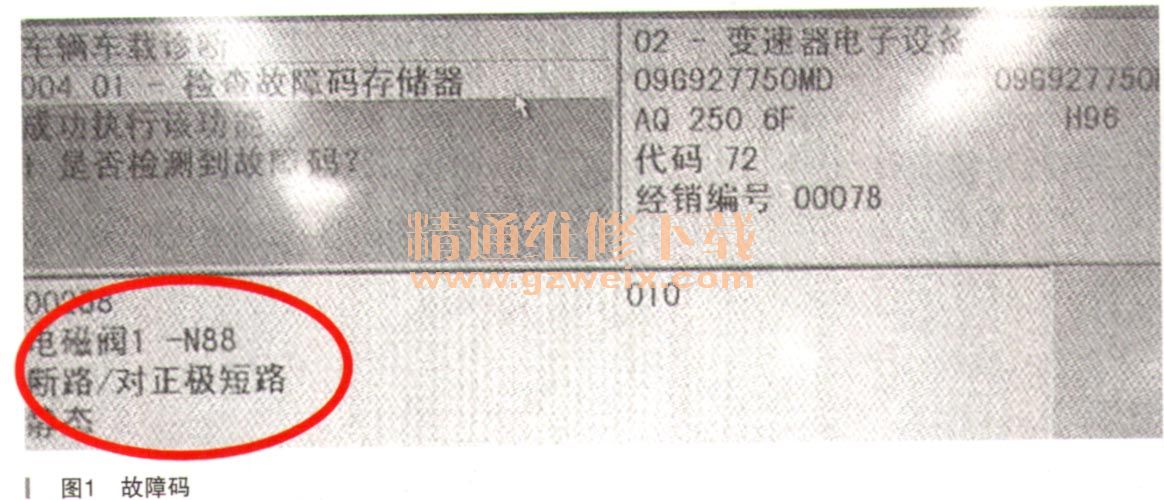 车辆车载诊断
004.01 - 检查故障码存储器
成功执行该功能
! 是否检测到故障码?
02 - 变速器电子设备
09G927750MD 09G927750
AQ 250 6F H96
代码 72
经销编号 00078
精通维修下载
www.gzweix.com
010
电磁阀1 -N88
断路/对正极短路
静态
图1 故障码